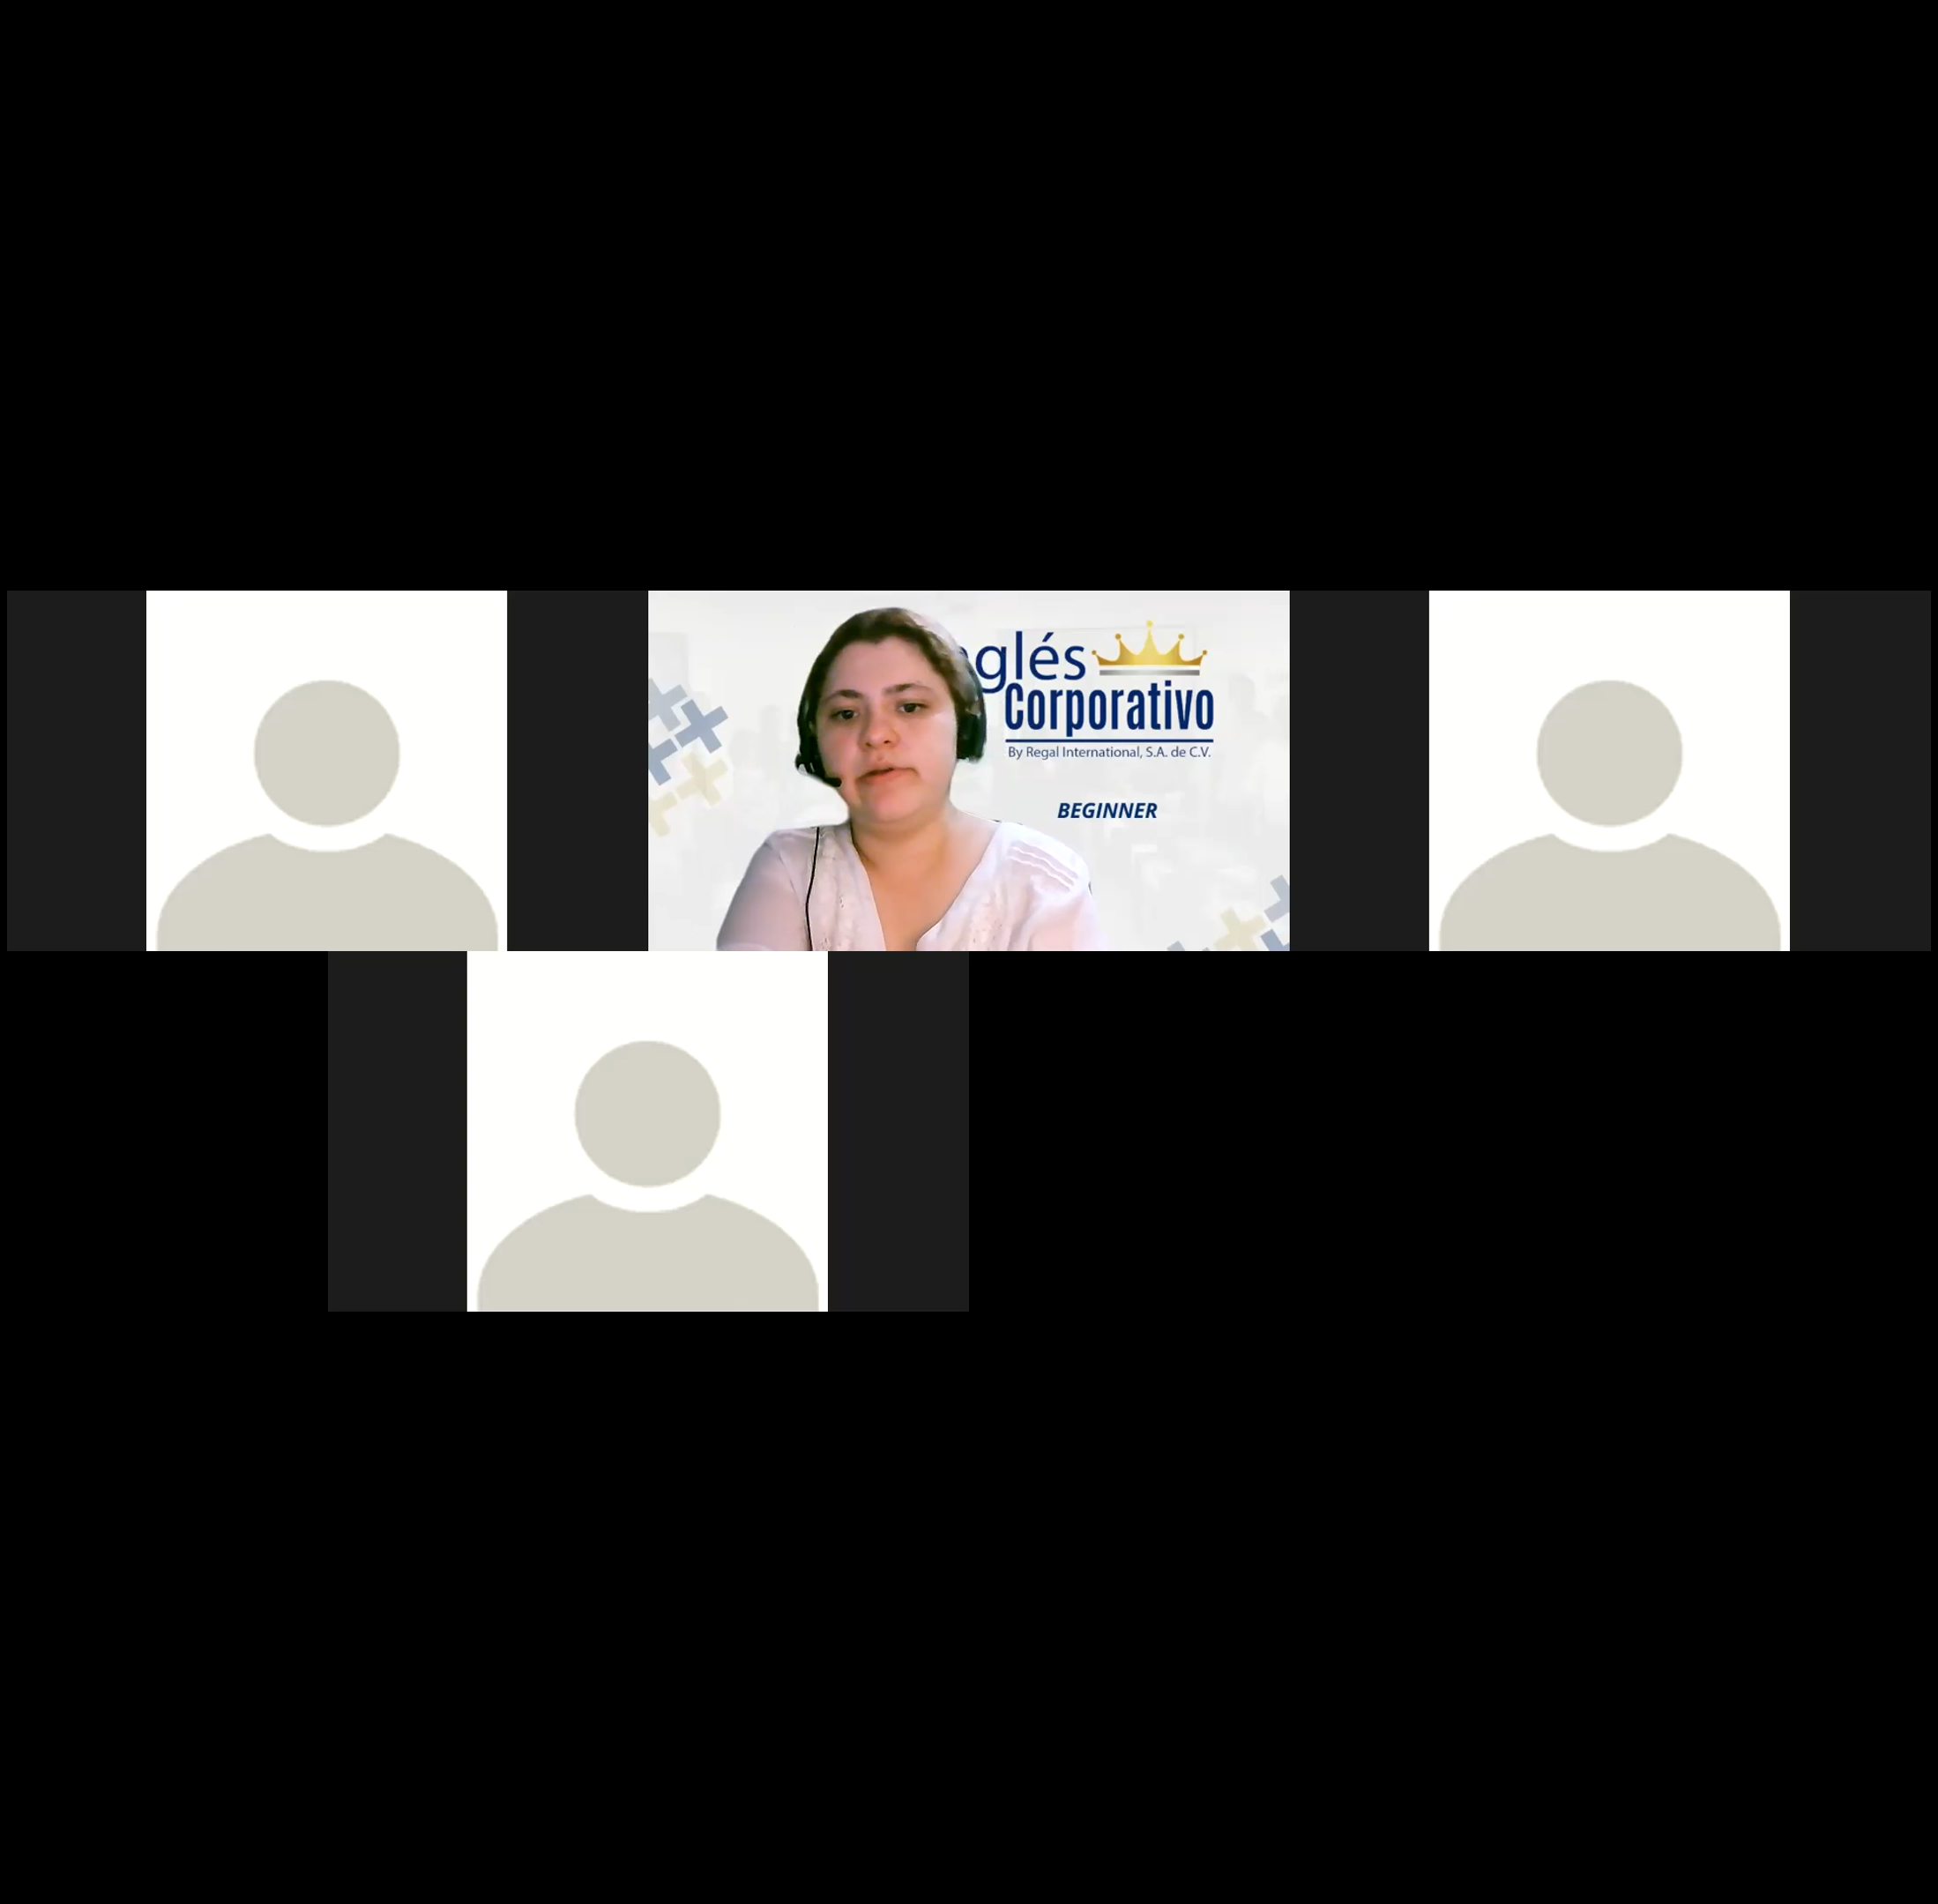 glés
Corporativo
By Regal International, S.A. de C.V.
BEGINNER